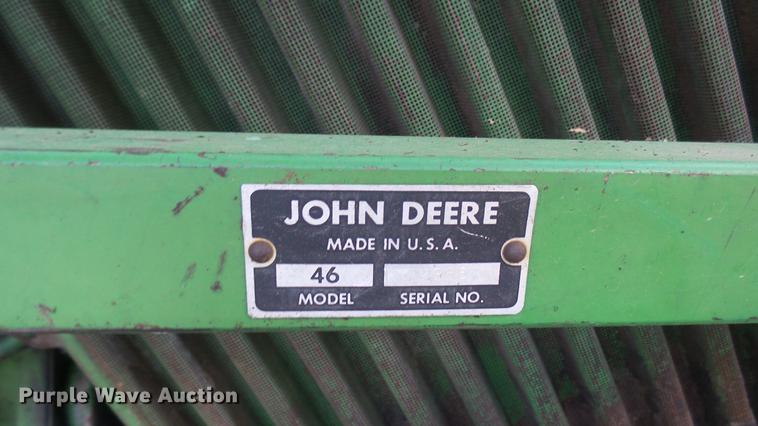 JOHN DEERE
MADE IN U.S.A.
46
MODEL SERIAL NO.
Purple Wave Auction